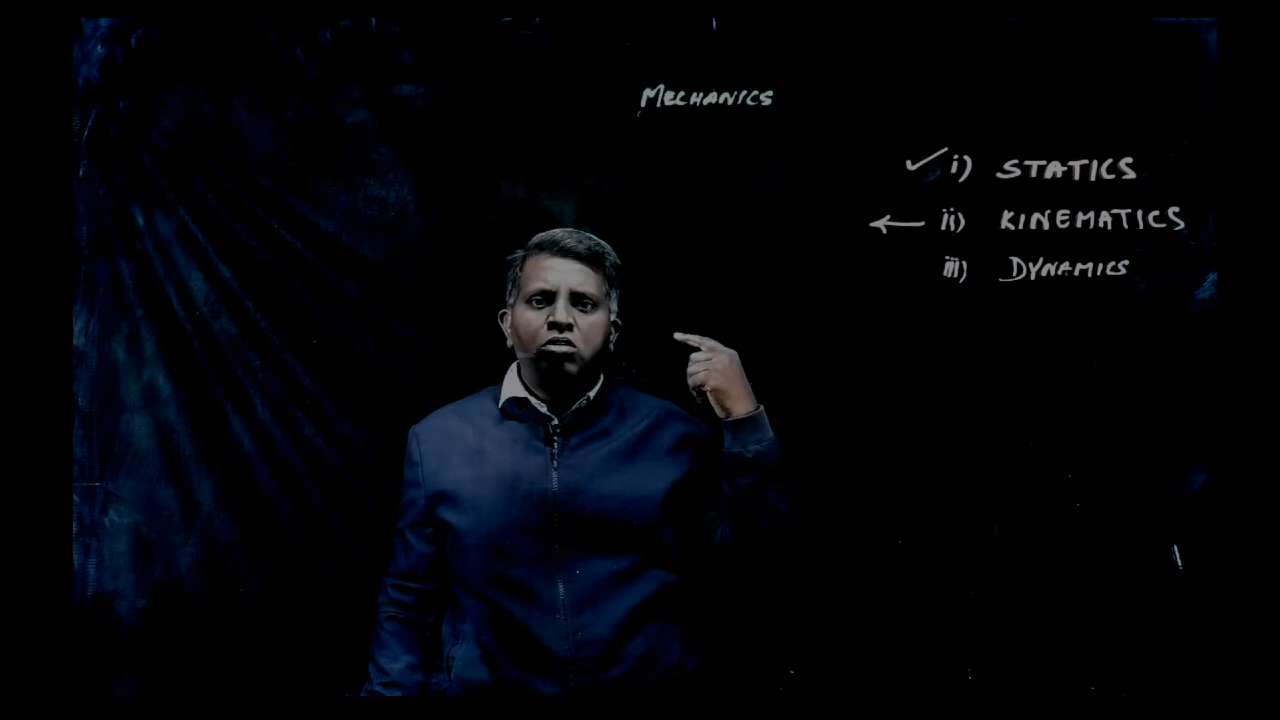 MECHANICS
✓ i) STATICS
← ii) KINEMATICS
iii) DYNAMICS